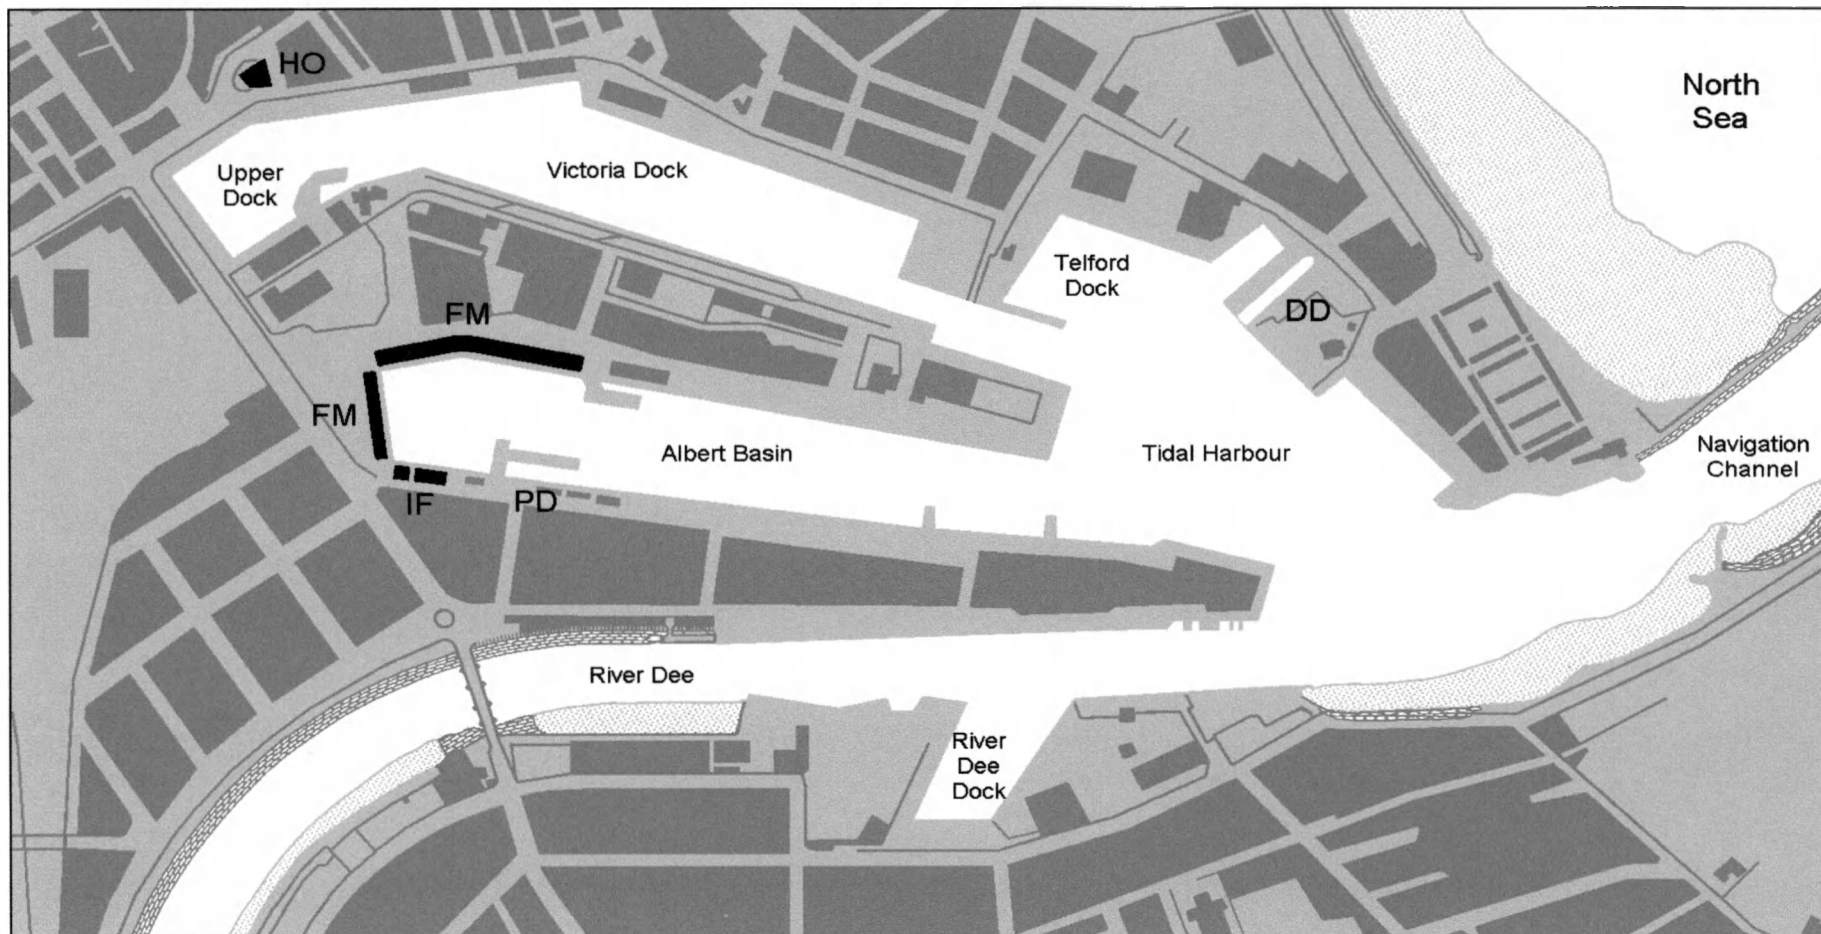 HO
North
Sea
Upper
Dock
Victoria Dock
Telford
Dock
FM
DD
FM
Albert Basin
Tidal Harbour
Navigation
Channel
IF
PD
River Dee
River
Dee
Dock